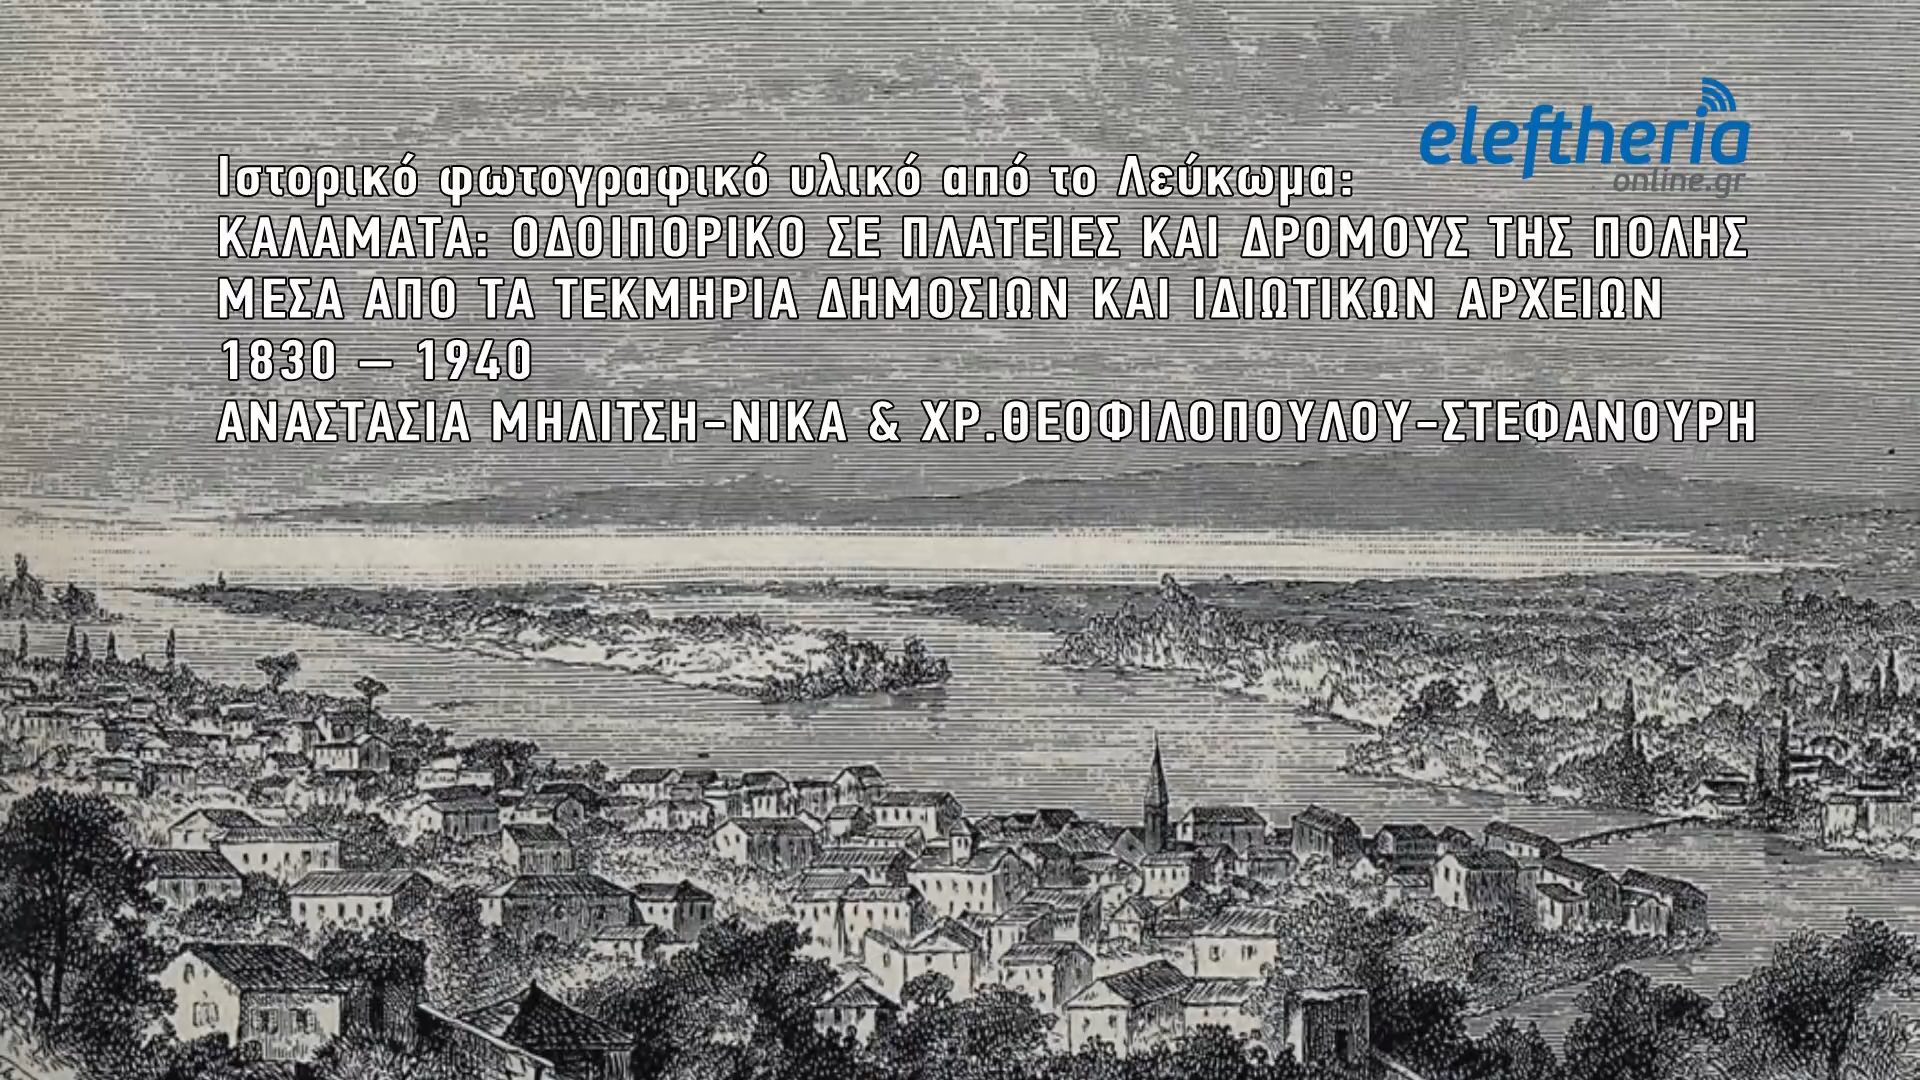 eleftheria
online.gr
Ιστορικό φωτογραφικό υλικό από το Λεύκωμα:
ΚΑΛΑΜΑΤΑ: ΟΔΟΙΠΟΡΙΚΟ ΣΕ ΠΛΑΤΕΙΕΣ ΚΑΙ ΔΡΟΜΟΥΣ ΤΗΣ ΠΟΛΗΣ
ΜΕΣΑ ΑΠΟ ΤΑ ΤΕΚΜΗΡΙΑ ΔΗΜΟΣΙΩΝ ΚΑΙ ΙΔΙΩΤΙΚΩΝ ΑΡΧΕΙΩΝ
1830 – 1940
ΑΝΑΣΤΑΣΙΑ ΜΗΛΙΤΣΗ-ΝΙΚΑ & ΧΡ.ΘΕΟΦΙΛΟΠΟΥΛΟΥ-ΣΤΕΦΑΝΟΥΡΗ